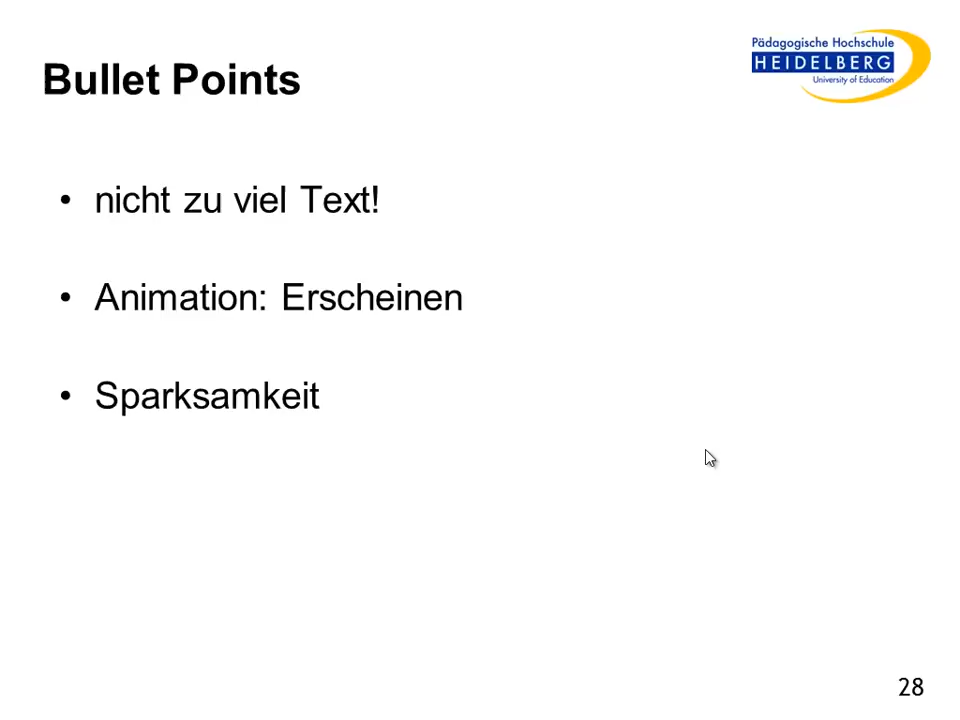 Pädagogische Hochschule
HEIDELBERG
University of Education
Bullet Points
• nicht zu viel Text!
• Animation: Erscheinen
• Sparksamkeit
28